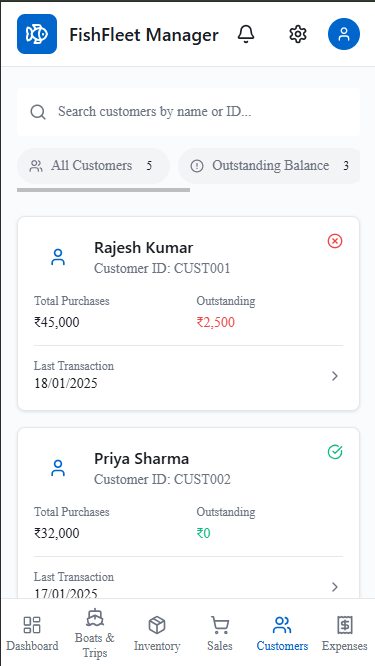 FishFleet Manager
Search customers by name or ID...
All Customers 5 Outstanding Balance 3
Rajesh Kumar
Customer ID: CUST001
Total Purchases Outstanding
₹45,000 ₹2,500
Last Transaction
18/01/2025
Priya Sharma
Customer ID: CUST002
Total Purchases Outstanding
₹32,000 ₹0
Last Transaction
17/01/2025
Dashboard Boats & Trips Inventory Sales Customers Expenses